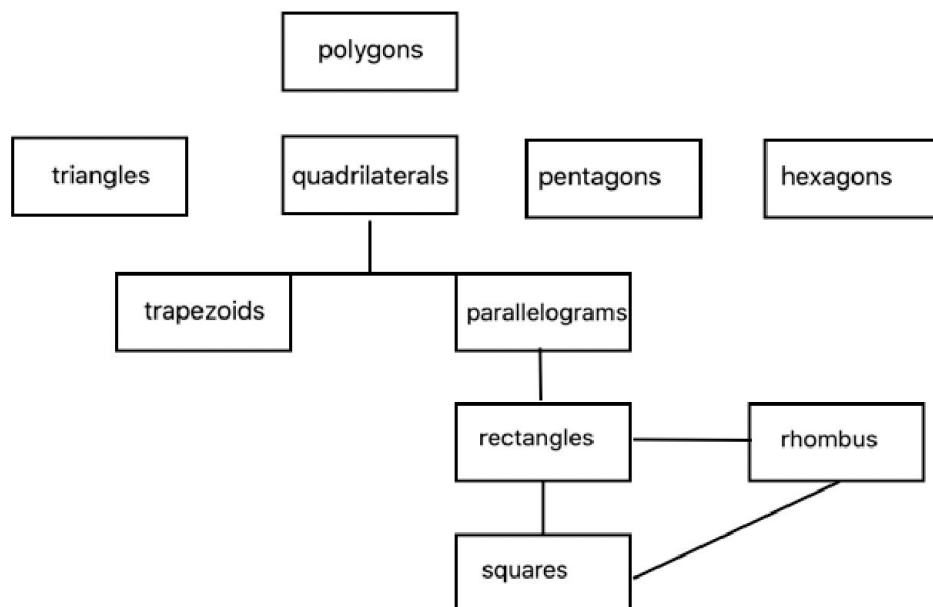 polygons
triangles
quadrilaterals
pentagons
hexagons
trapezoids
parallelograms
rectangles
rhombus
squares